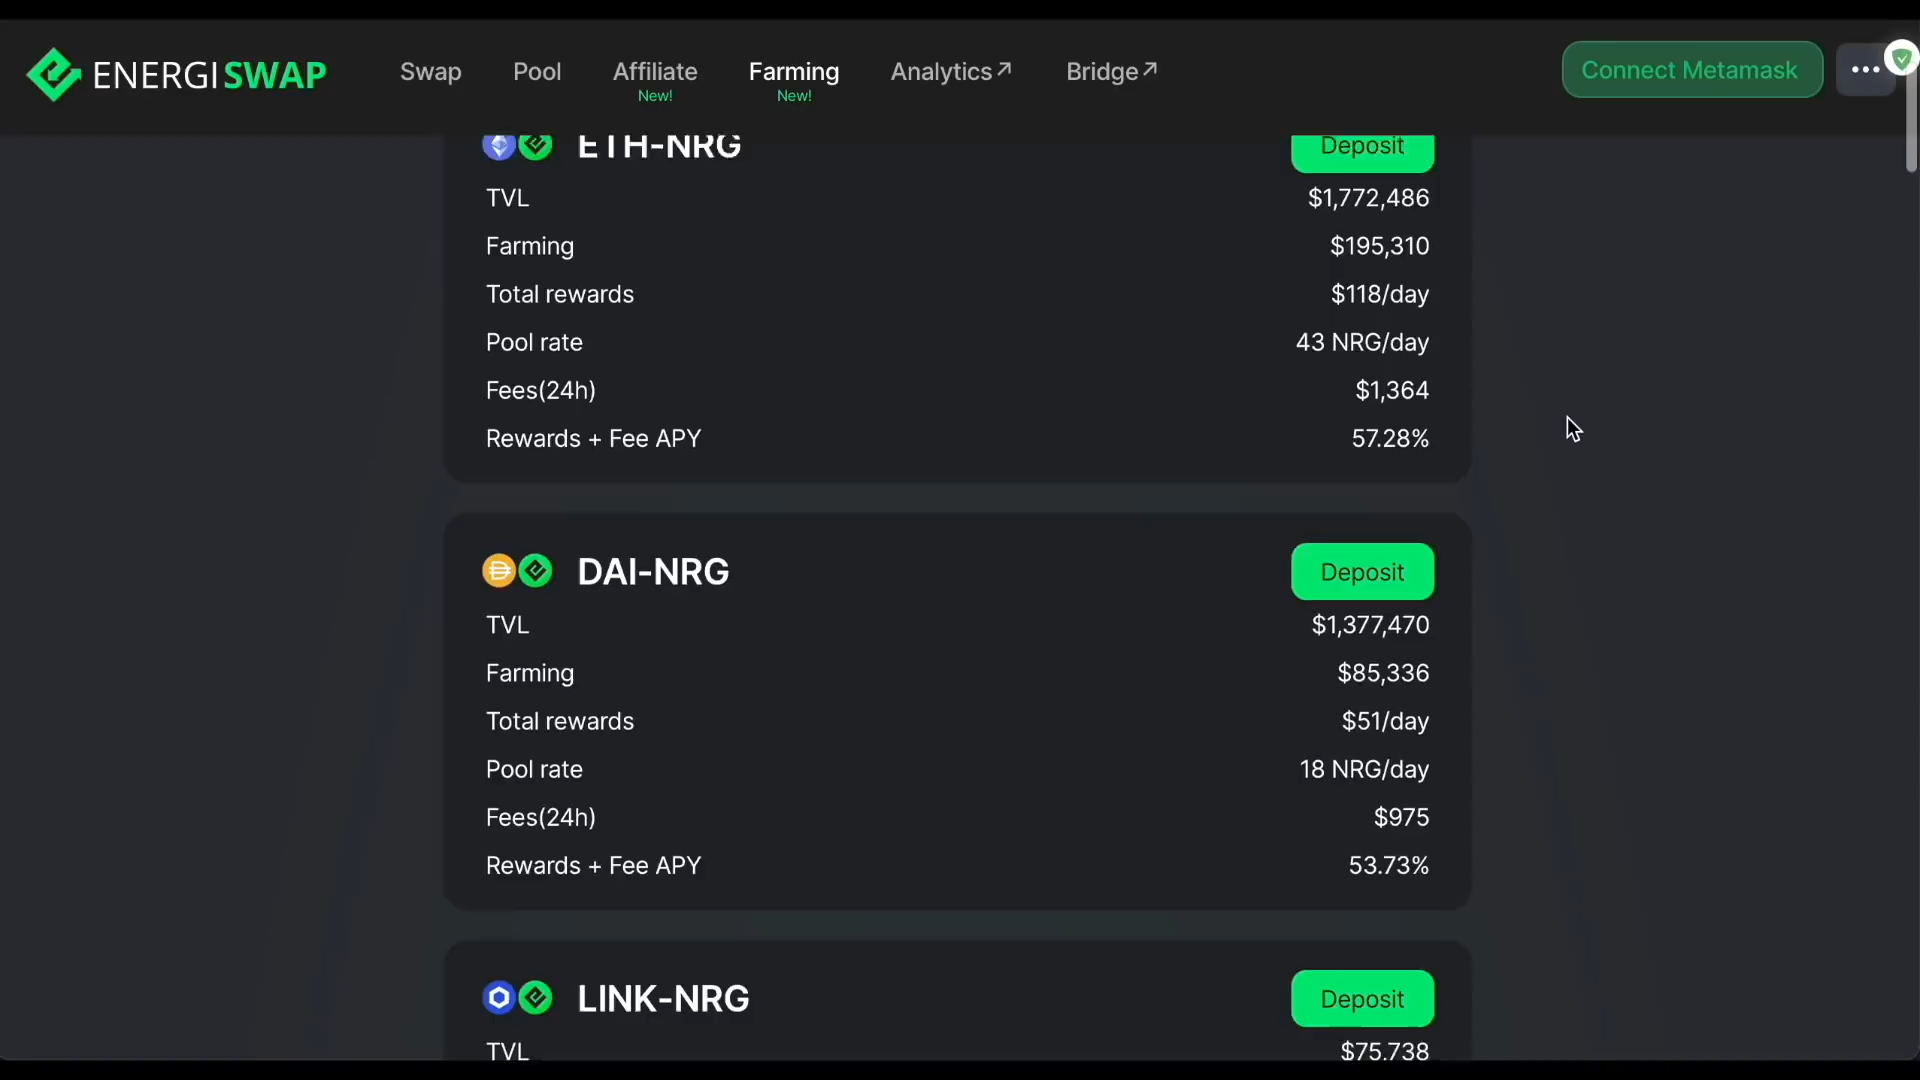 ENERGISWAP Swap Pool Affiliate Farming Analytics↗ Bridge↗ Connect Metamask
New! New!
ETH-NRG Deposit
TVL $1,772,486
Farming $195,310
Total rewards $118/day
Pool rate 43 NRG/day
Fees(24h) $1,364
Rewards + Fee APY 57.28%
DAI-NRG Deposit
TVL $1,377,470
Farming $85,336
Total rewards $51/day
Pool rate 18 NRG/day
Fees(24h) $975
Rewards + Fee APY 53.73%
LINK-NRG Deposit
TVL $75,738